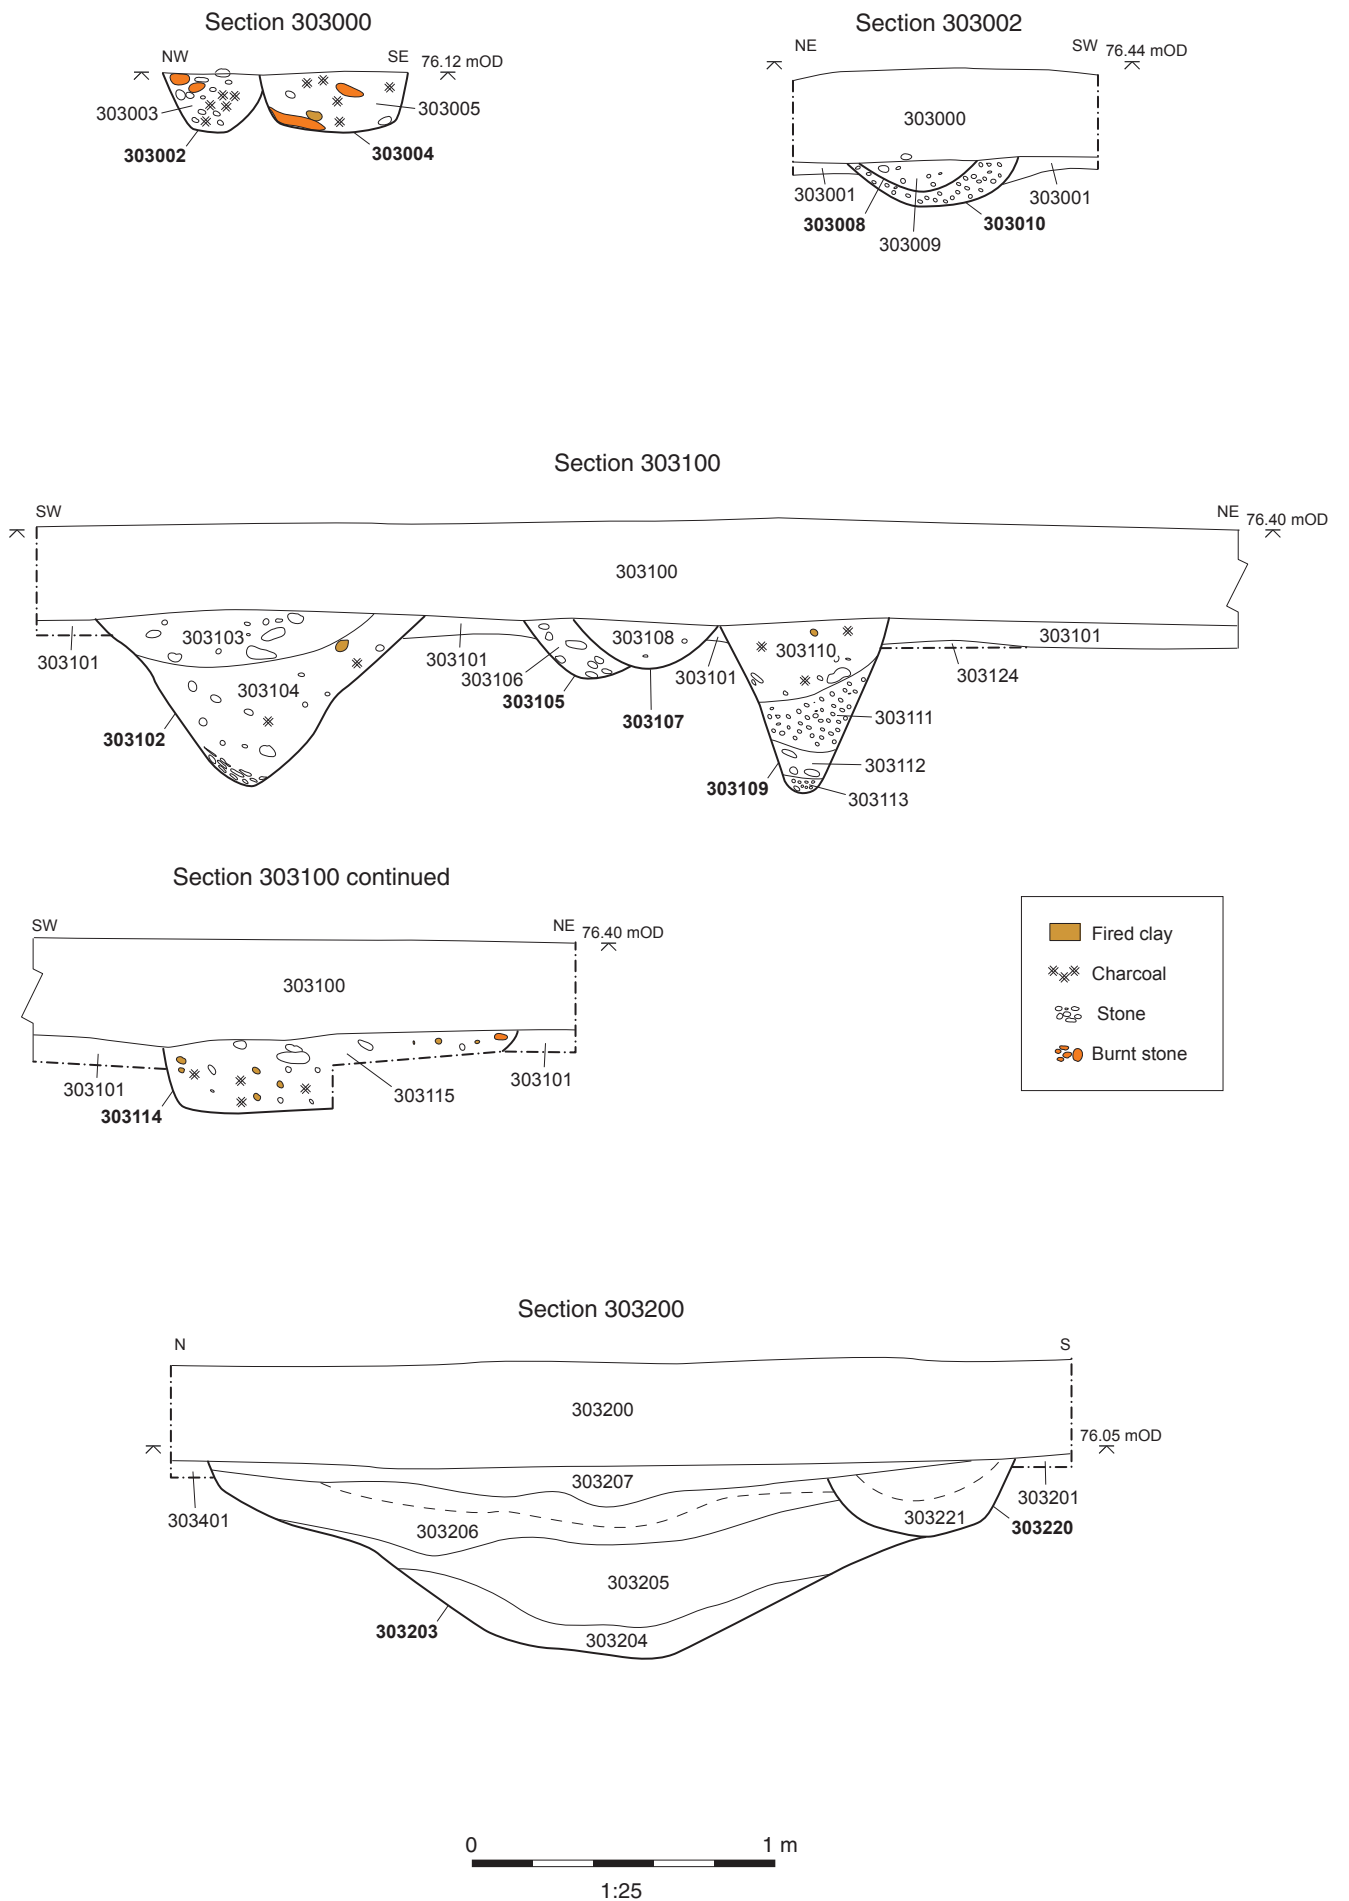 Section 303000
NW
SE
76.12 mOD
303003
303005
303002
303004
Section 303002
NE
SW
76.44 mOD
303000
303001
303001
303008
303010
303009
Section 303100
SW
NE
76.40 mOD
303100
303103
303108
303110
303101
303101
303101
303106
303101
303124
303104
303105
303107
303111
303102
303109
303112
303113
Section 303100 continued
SW
NE
76.40 mOD
303100
303101
303115
303101
303114
Fired clay
Charcoal
Stone
Burnt stone
Section 303200
N
S
303200
76.05 mOD
303207
303201
303401
303206
303221
303220
303205
303203
303204
0
1 m
1:25